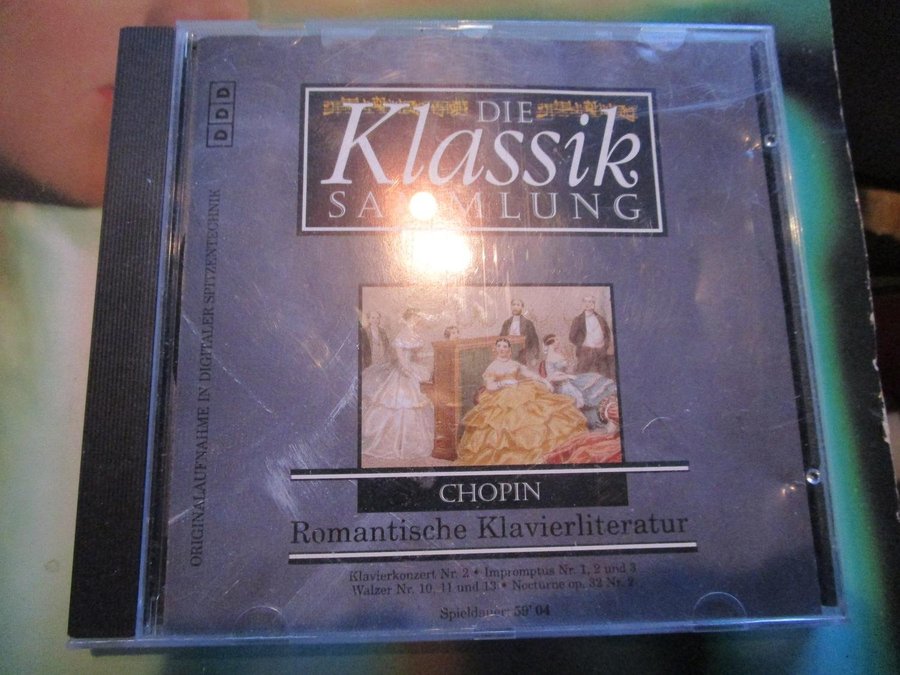 DDD
ORIGINALAUFNAHME IN DIGITALER SPITZENTECHNIK
DIE
Klassik
SAMMLUNG
CHOPIN
Romantische Klavierliteratur
Klavierkonzert Nr. 2 • Impromptus Nr. 1, 2 und 3
Walzer Nr. 10, 11 und 13 • Nocturne op. 32 Nr. 2
Spieldauer: 59' 04